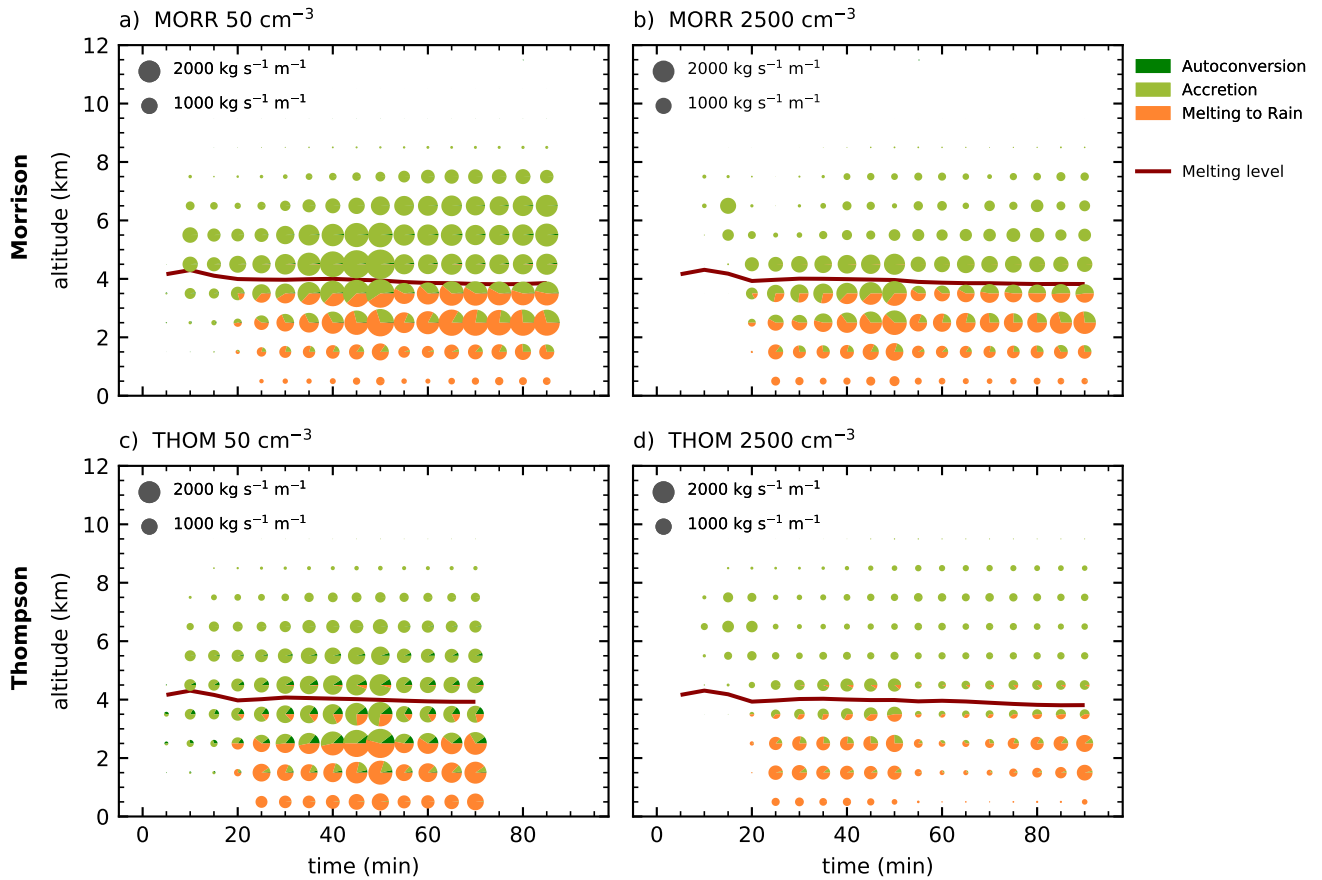 a) MORR 50 cm⁻³
b) MORR 2500 cm⁻³
Morrison
altitude (km)
12
10
8
6
4
2
0
2000 kg s⁻¹ m⁻¹
1000 kg s⁻¹ m⁻¹
2000 kg s⁻¹ m⁻¹
1000 kg s⁻¹ m⁻¹
Autoconversion
Accretion
Melting to Rain
Melting level
c) THOM 50 cm⁻³
d) THOM 2500 cm⁻³
Thompson
altitude (km)
12
10
8
6
4
2
0
2000 kg s⁻¹ m⁻¹
1000 kg s⁻¹ m⁻¹
2000 kg s⁻¹ m⁻¹
1000 kg s⁻¹ m⁻¹
0 20 40 60 80
0 20 40 60 80
time (min)
time (min)